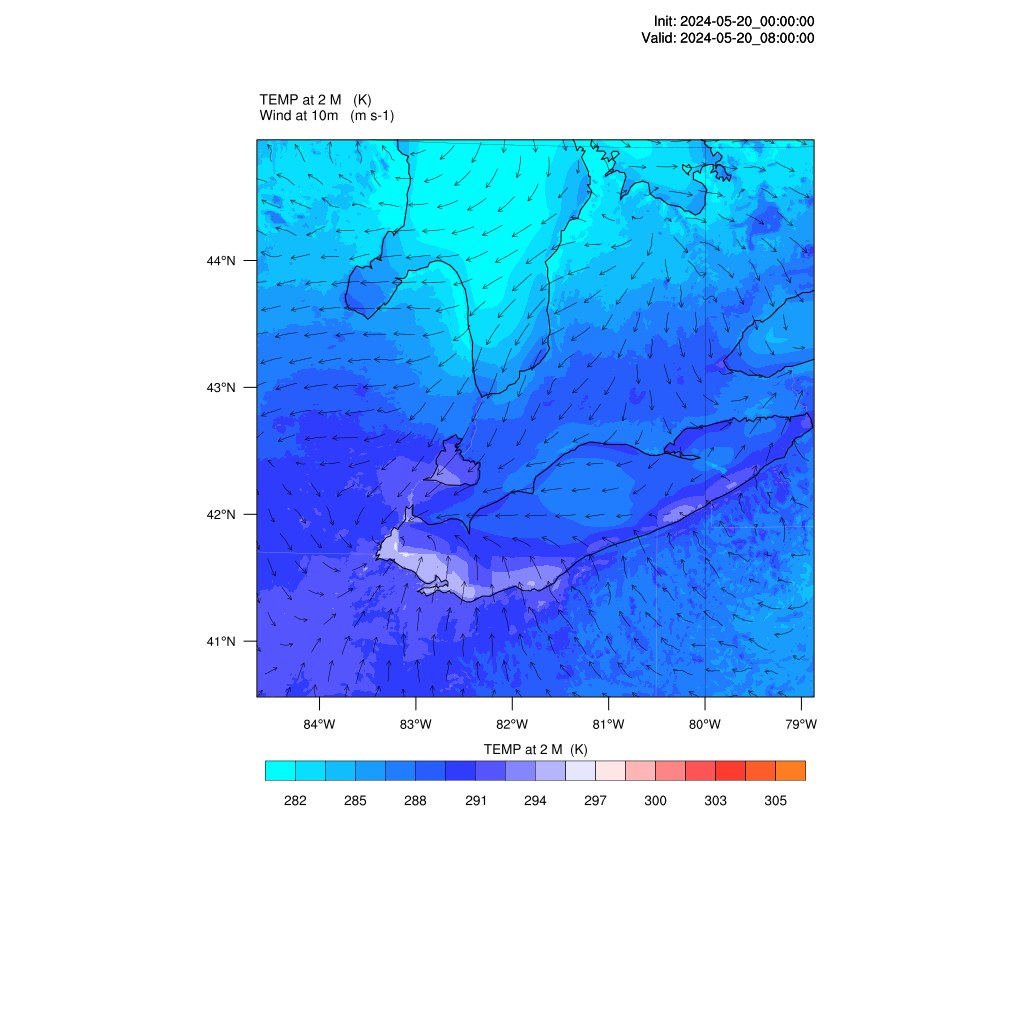 Init: 2024-05-20_00:00:00
Valid: 2024-05-20_08:00:00
TEMP at 2 M (K)
Wind at 10m (m s-1)
44°N
43°N
42°N
41°N
84°W 83°W 82°W 81°W 80°W 79°W
TEMP at 2 M (K)
282 285 288 291 294 297 300 303 305